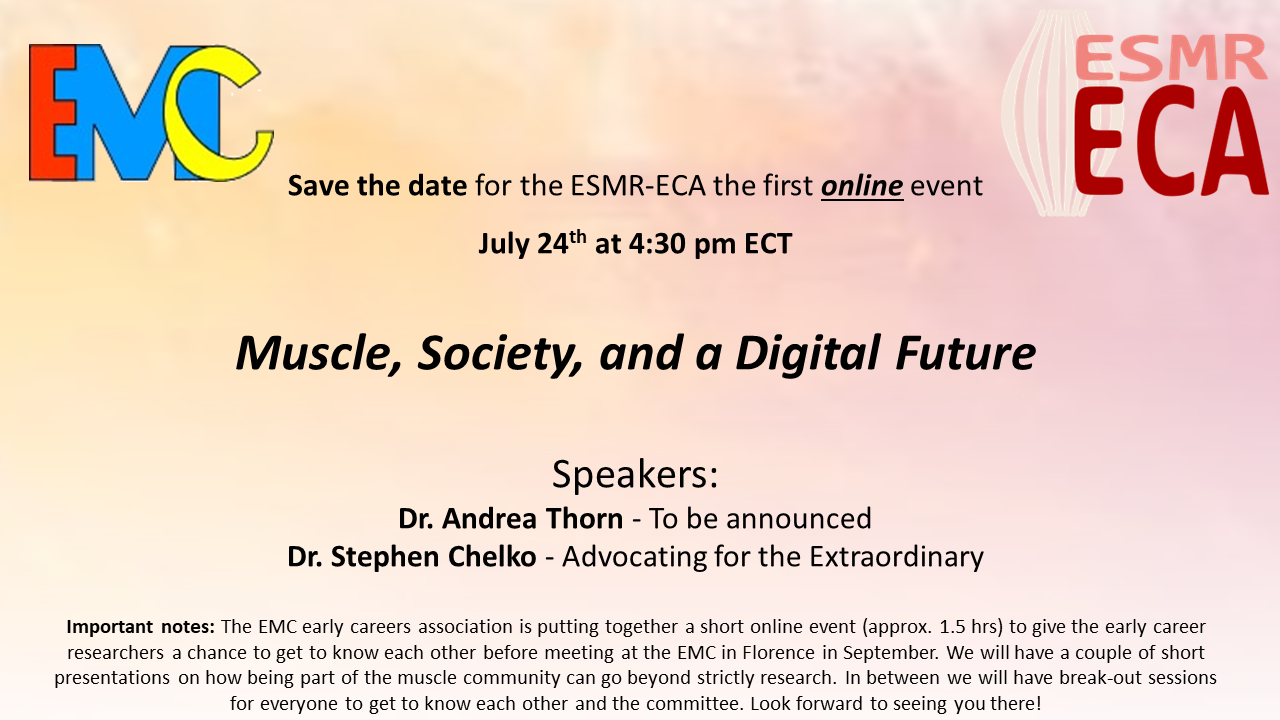 EMC
ESMR
ECA
Save the date for the ESMR-ECA the first online event
July 24th at 4:30 pm ECT
Muscle, Society, and a Digital Future
Speakers:
Dr. Andrea Thorn - To be announced
Dr. Stephen Chelko - Advocating for the Extraordinary
Important notes: The EMC early careers association is putting together a short online event (approx. 1.5 hrs) to give the early career
researchers a chance to get to know each other before meeting at the EMC in Florence in September. We will have a couple of short
presentations on how being part of the muscle community can go beyond strictly research. In between we will have break-out sessions
for everyone to get to know each other and the committee. Look forward to seeing you there!